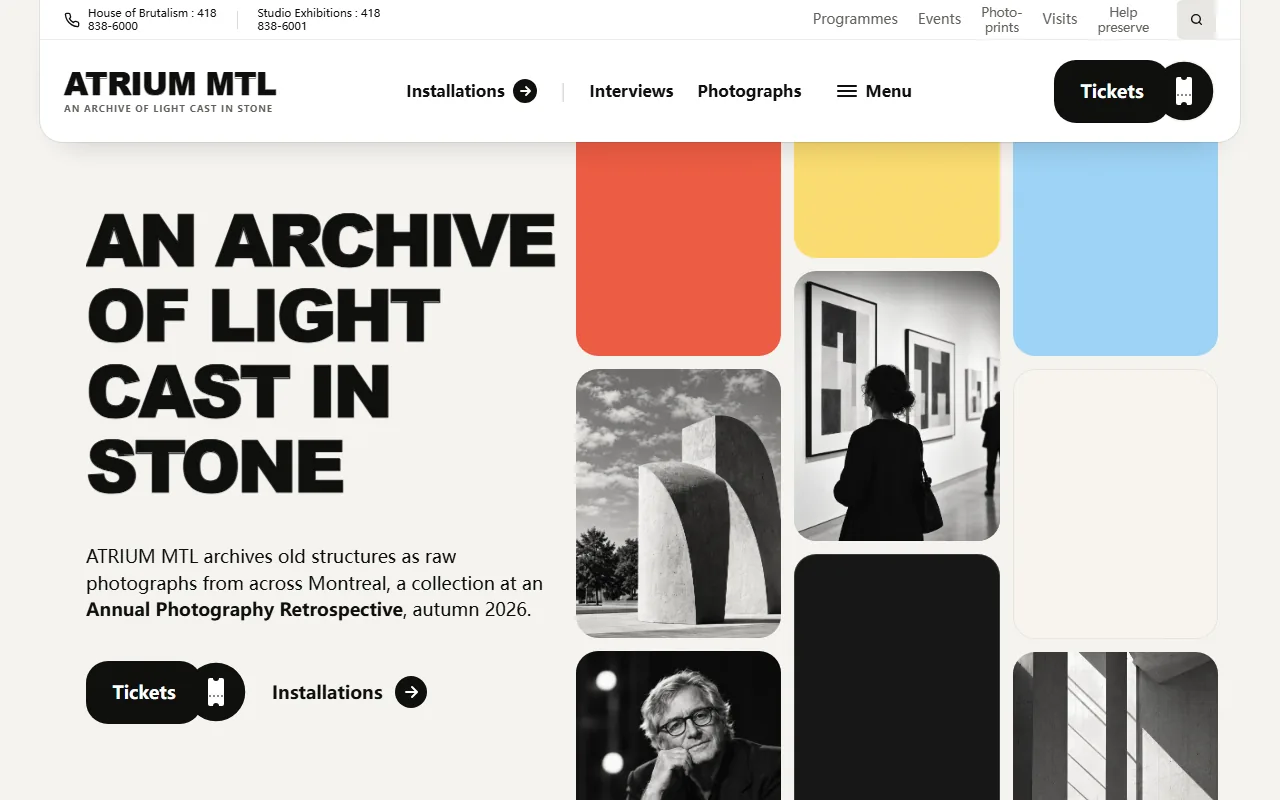 House of Brutalism : 418
838-6000
Studio Exhibitions : 418
838-6001
Programmes
Events
Photo-
prints
Visits
Help
preserve
ATRIUM MTL
AN ARCHIVE OF LIGHT CAST IN STONE
Installations
Interviews
Photographs
Menu
Tickets
AN ARCHIVE
OF LIGHT
CAST IN
STONE
ATRIUM MTL archives old structures as raw
photographs from across Montreal, a collection at an
Annual Photography Retrospective, autumn 2026.
Tickets
Installations